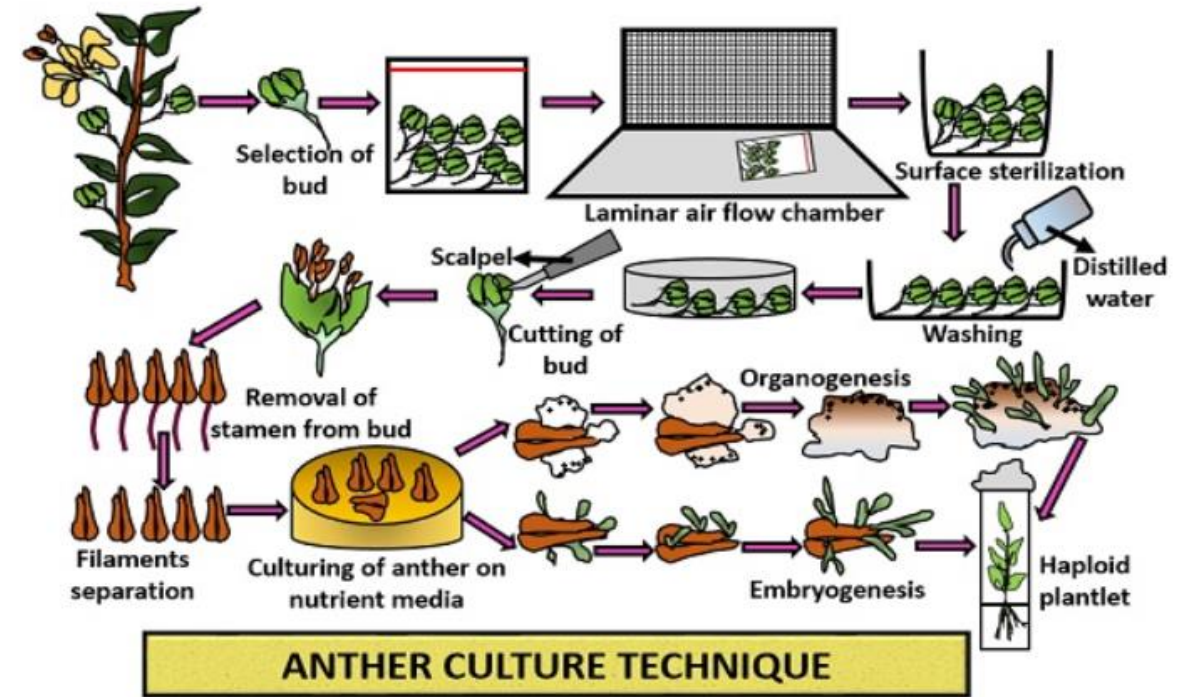 Selection of
bud
Laminar air flow chamber
Surface sterilization
Distilled
water
Washing
Scalpel
Cutting of
bud
Removal of
stamen from bud
Filaments
separation
Culturing of anther on
nutrient media
Organogenesis
Embryogenesis
Haploid
plantlet
ANTHER CULTURE TECHNIQUE